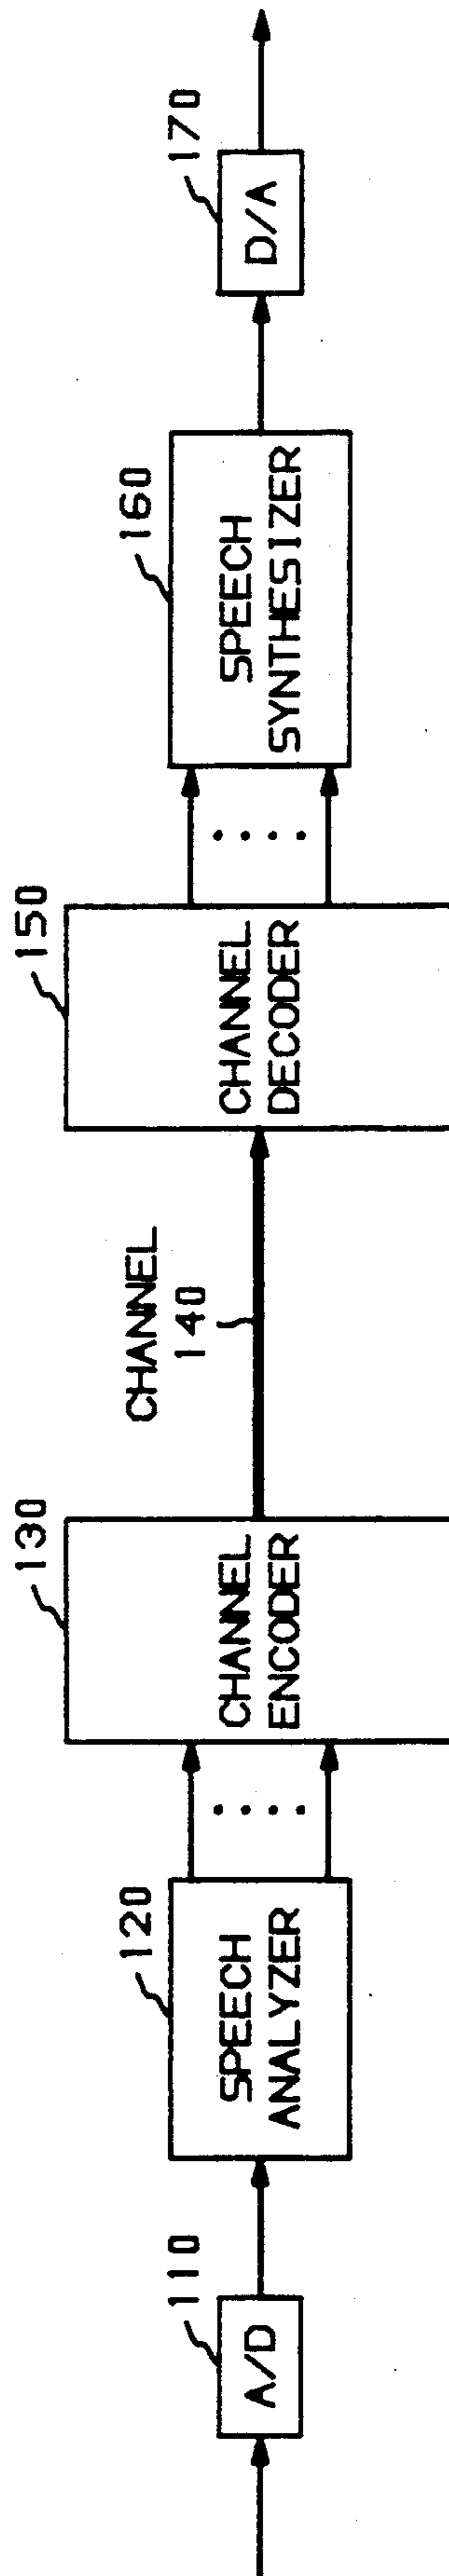 110
A/D
120
SPEECH
ANALYZER
130
CHANNEL
ENCODER
CHANNEL
140
150
CHANNEL
DECODER
160
SPEECH
SYNTHESIZER
170
D/A